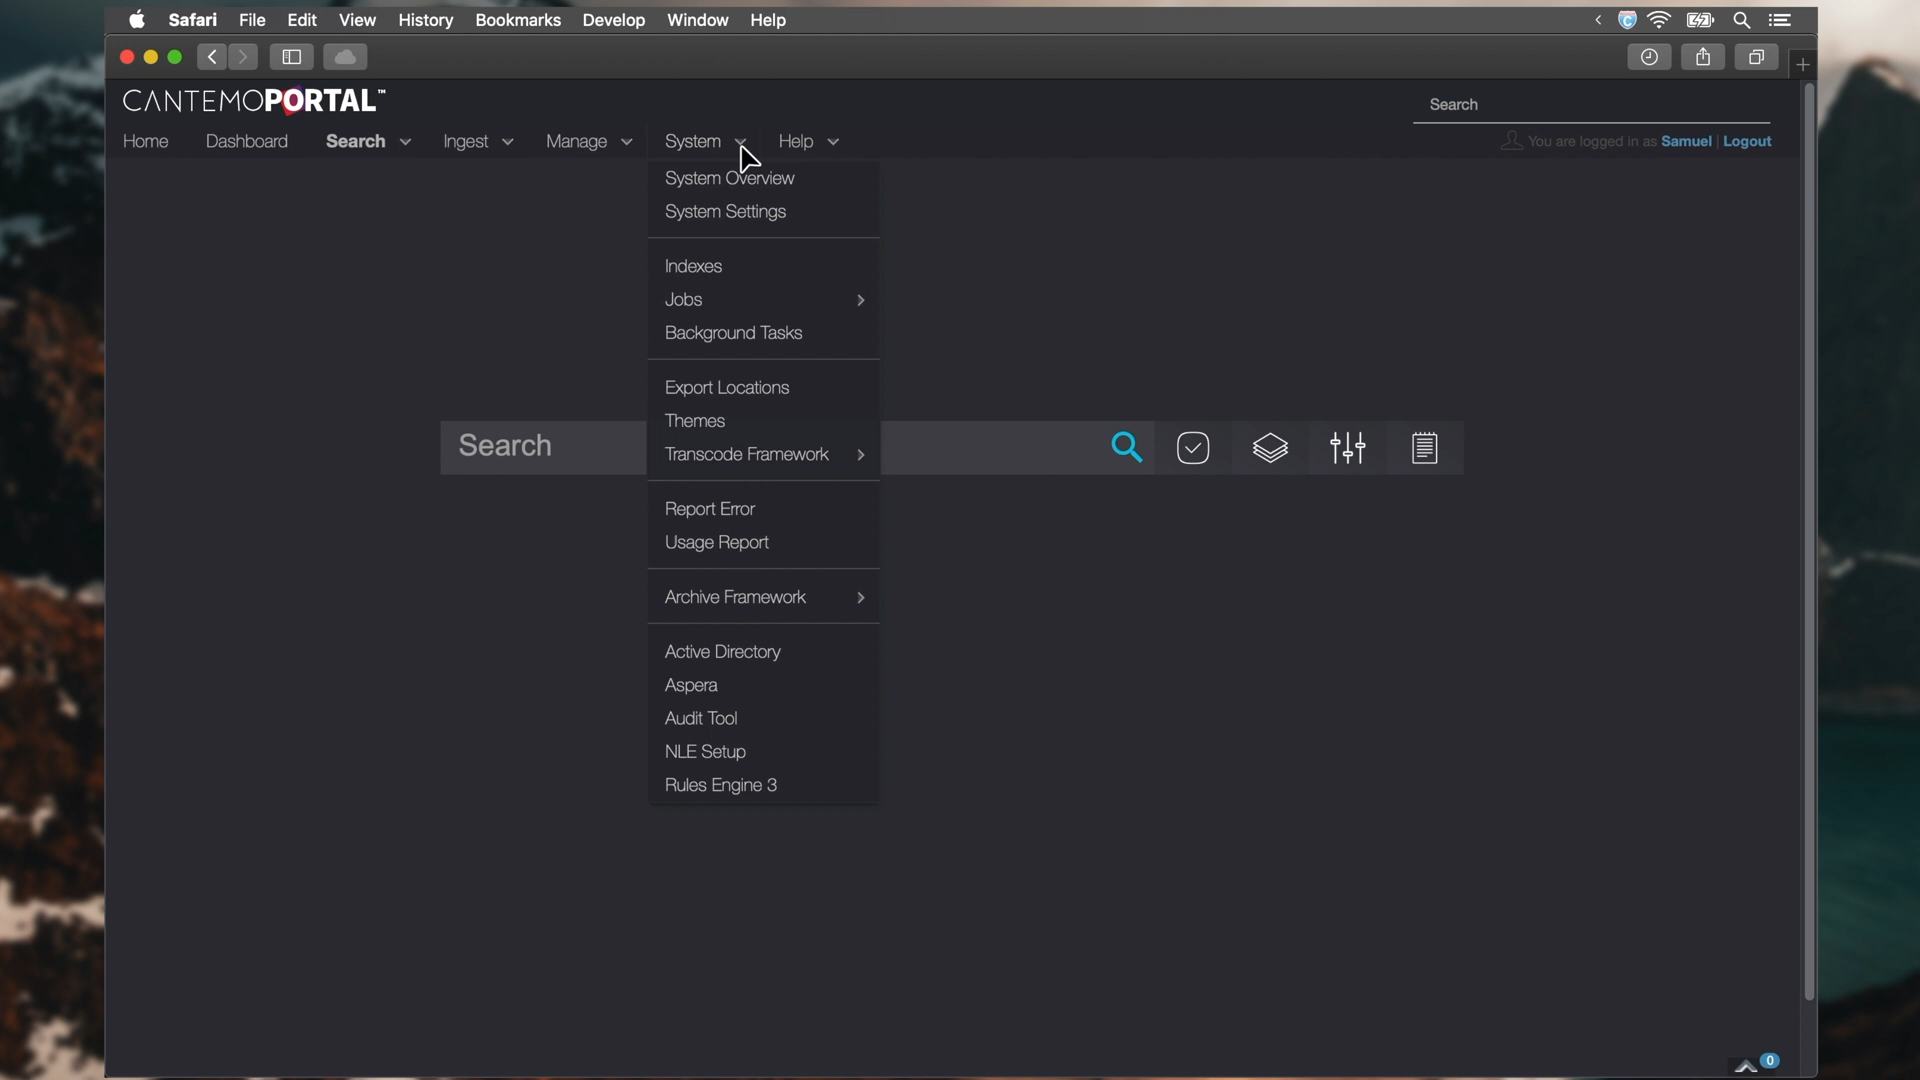 Safari File Edit View History Bookmarks Develop Window Help
CANTEMOPORTAL™
Search
Home Dashboard Search Ingest Manage System Help
You are logged in as Samuel | Logout
System Overview
System Settings
Indexes
Jobs
Background Tasks
Export Locations
Themes
Search
Transcode Framework
Report Error
Usage Report
Archive Framework
Active Directory
Aspera
Audit Tool
NLE Setup
Rules Engine 3
0